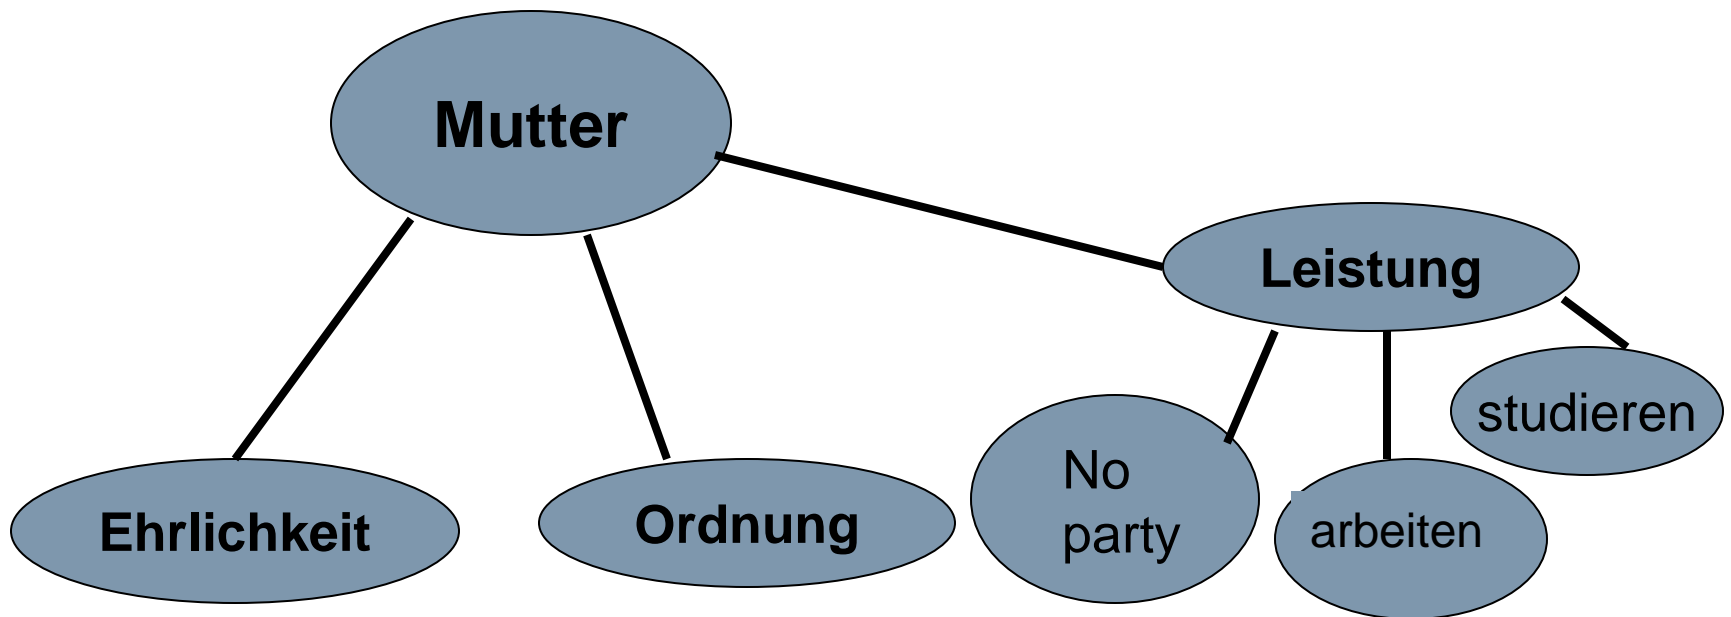 Mutter
Leistung
studieren
No
party
arbeiten
Ehrlichkeit
Ordnung